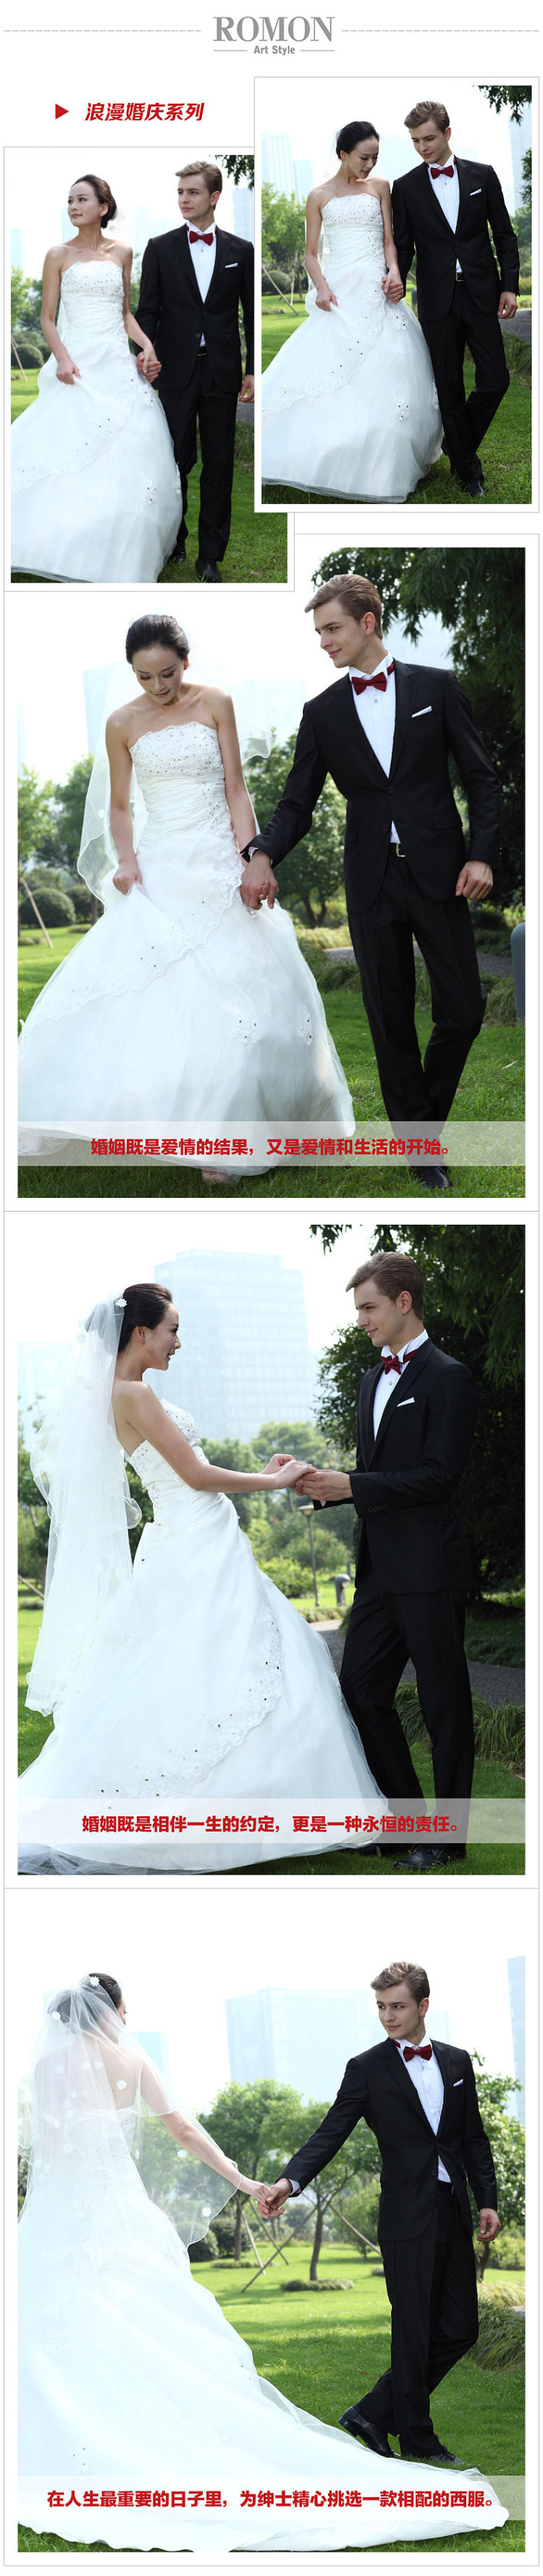 ROMON
Art Style
浪漫婚庆系列
婚姻既是爱情的结果，又是爱情和生活的开始。
婚姻既是相伴一生的约定，更是一种永恒的责任。
在人生最重要的日子里，为绅士精心挑选一款相配的西服。